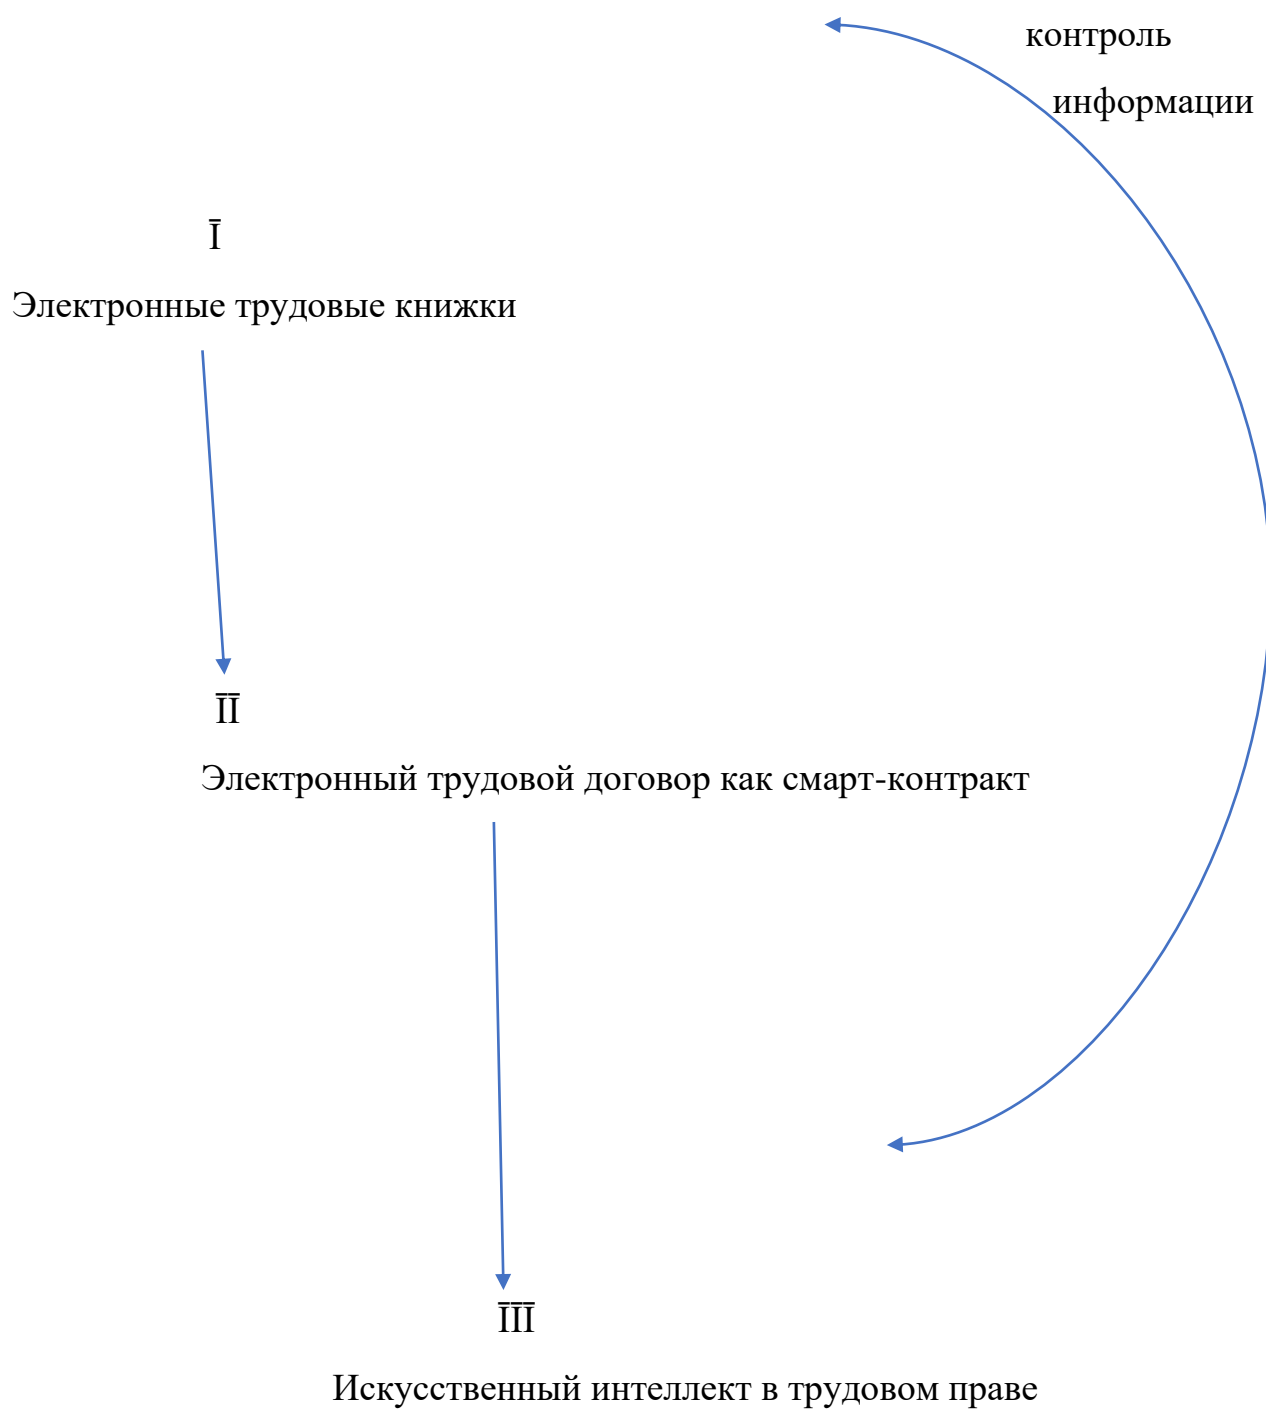 контроль
информации
Ī
Электронные трудовые книжки
ĪĪ
Электронный трудовой договор как смарт-контракт
ĪĪĪ
Искусственный интеллект в трудовом праве